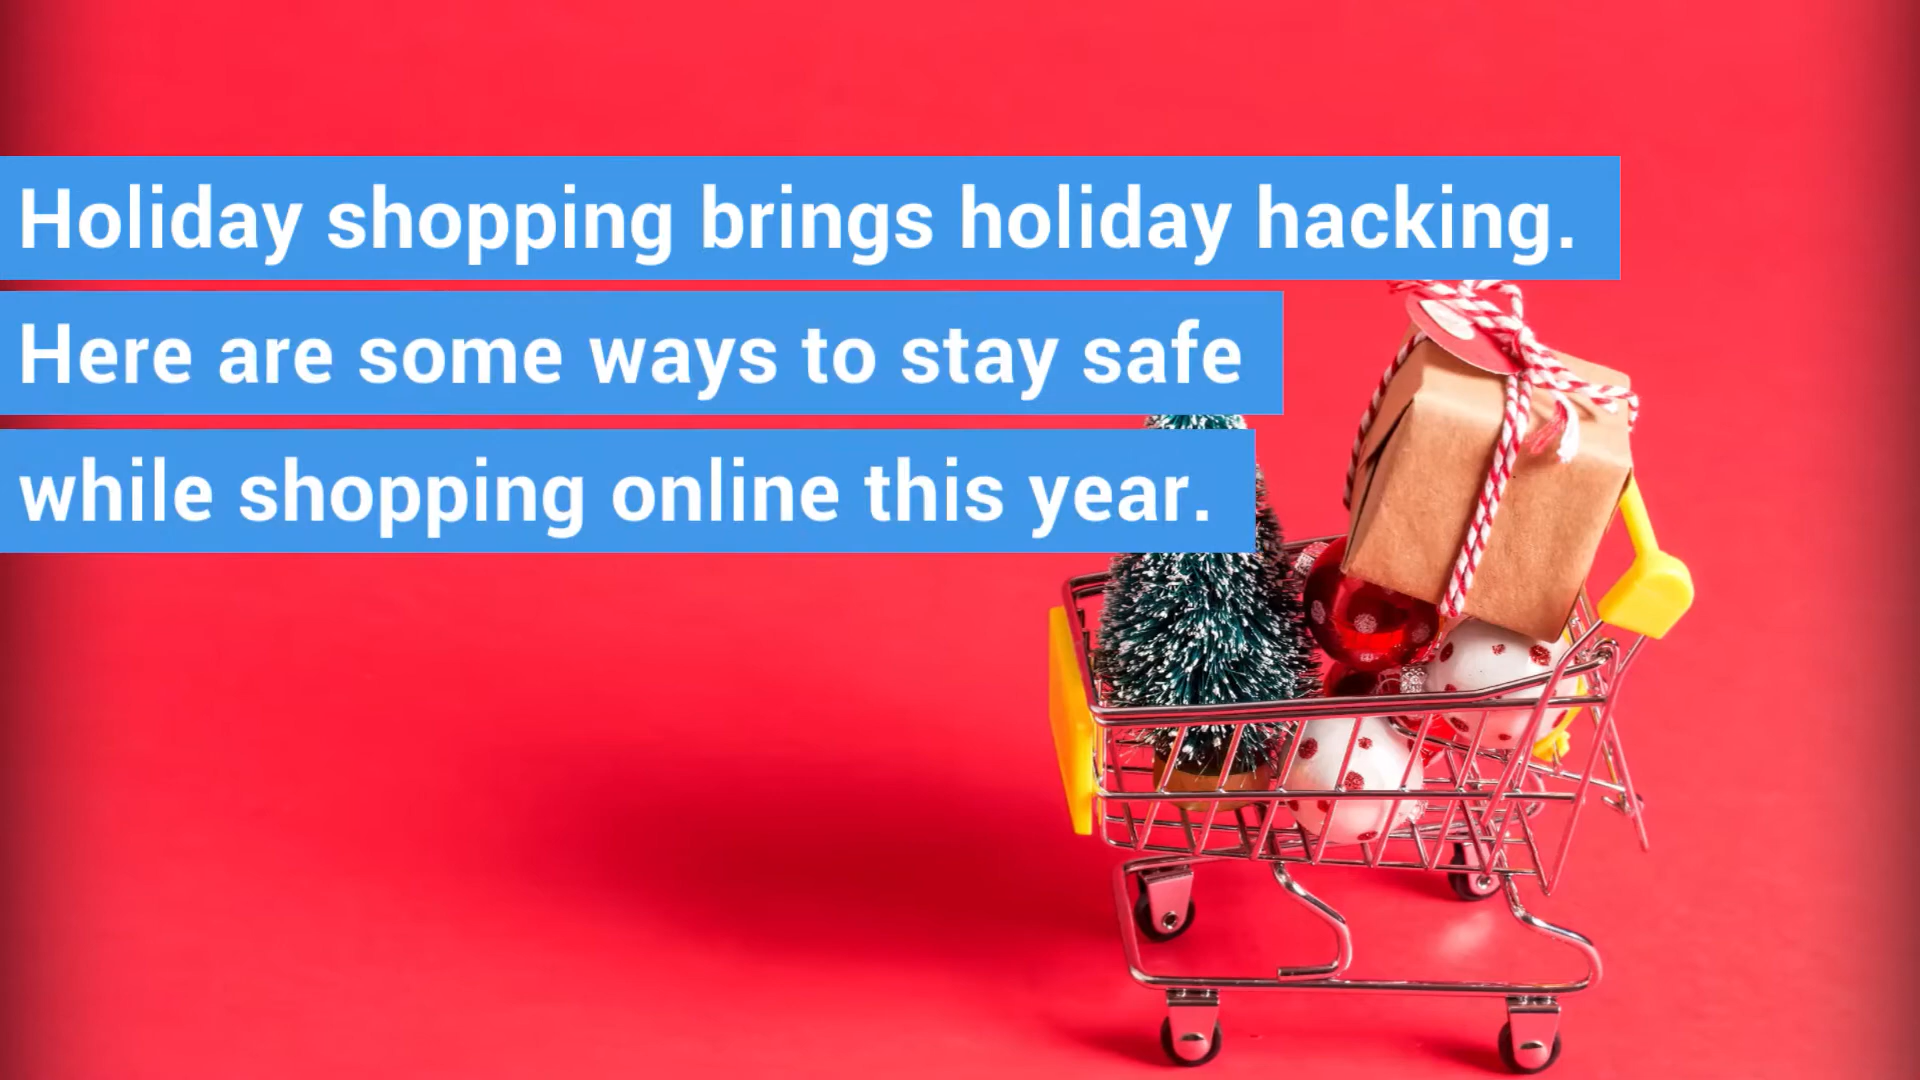 Holiday shopping brings holiday hacking.
Here are some ways to stay safe
while shopping online this year.